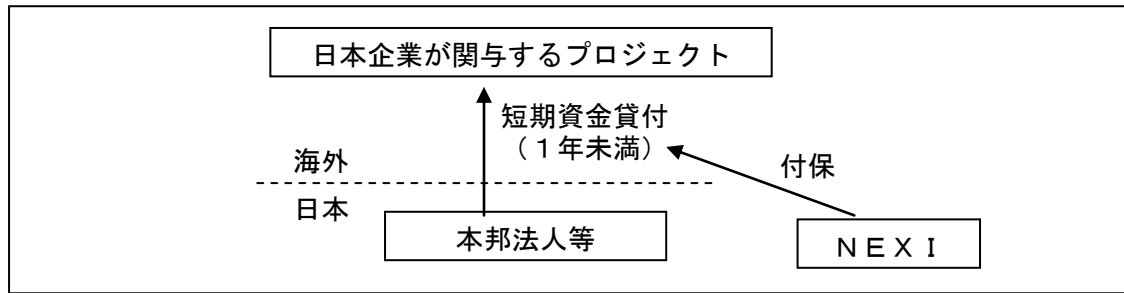 日本企業が関与するプロジェクト
短期資金貸付
（１年未満）
海外
付保
日本
本邦法人等
ＮＥＸＩ